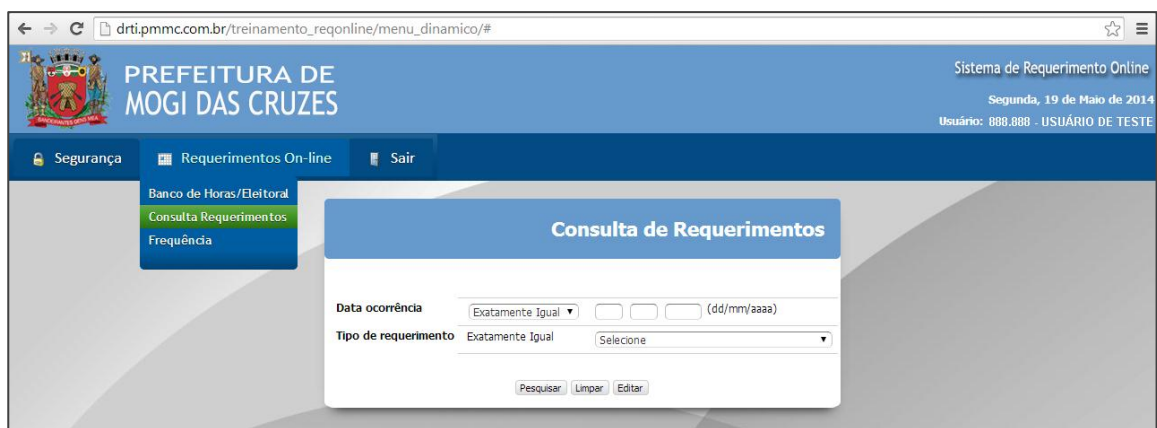 drti.pmmc.com.br/treinamento_reqonline/menu_dinamico/#
PREFEITURA DE
MOGI DAS CRUZES
Sistema de Requerimento Online
Segunda, 19 de Maio de 2014
Usuário: 888.888 - USUÁRIO DE TESTE
Segurança Requerimentos On-line Sair
Banco de Horas/Eleitoral
Consulta Requerimentos
Frequência
Consulta de Requerimentos
Data ocorrência Exatamente Igual (dd/mm/aaaa)
Tipo de requerimento Exatamente Igual Selecione
Pesquisar Limpar Editar